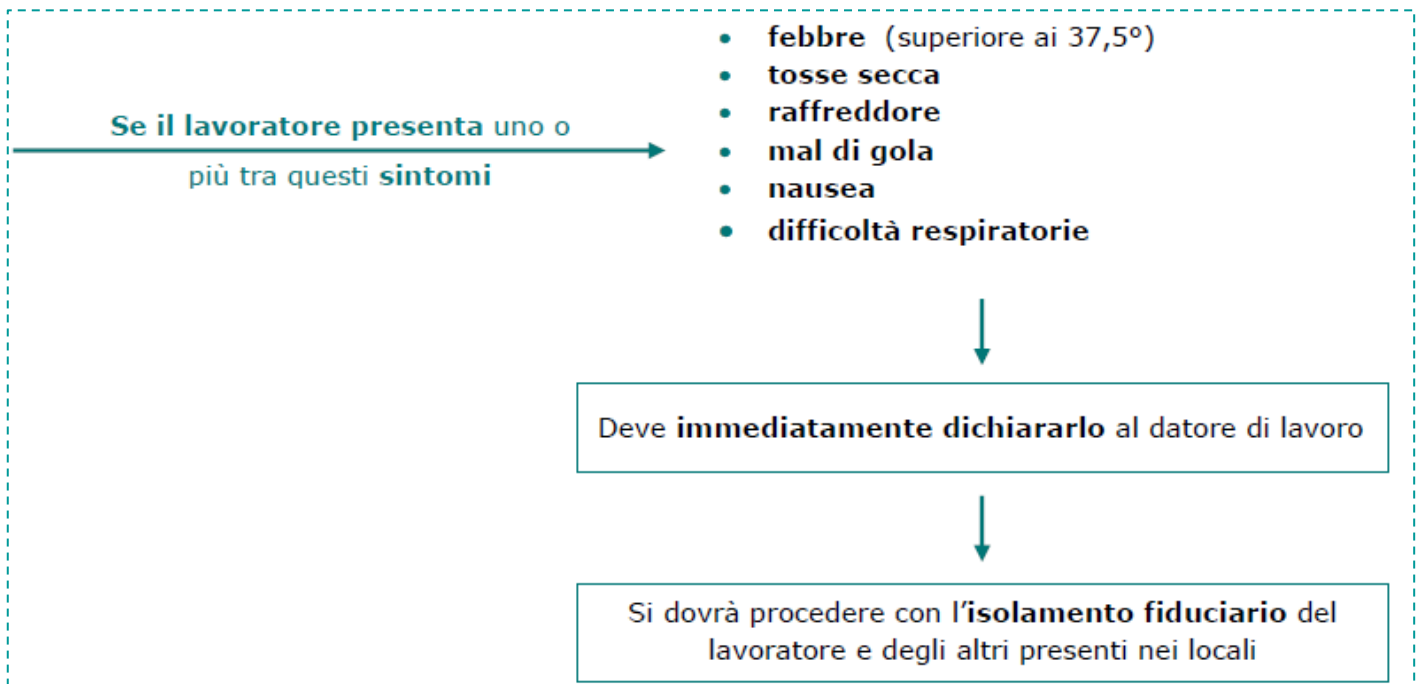 Se il lavoratore presenta uno o
più tra questi sintomi
• febbre (superiore ai 37,5°)
• tosse secca
• raffreddore
• mal di gola
• nausea
• difficoltà respiratorie
Deve immediatamente dichiararlo al datore di lavoro
Si dovrà procedere con l'isolamento fiduciario del
lavoratore e degli altri presenti nei locali